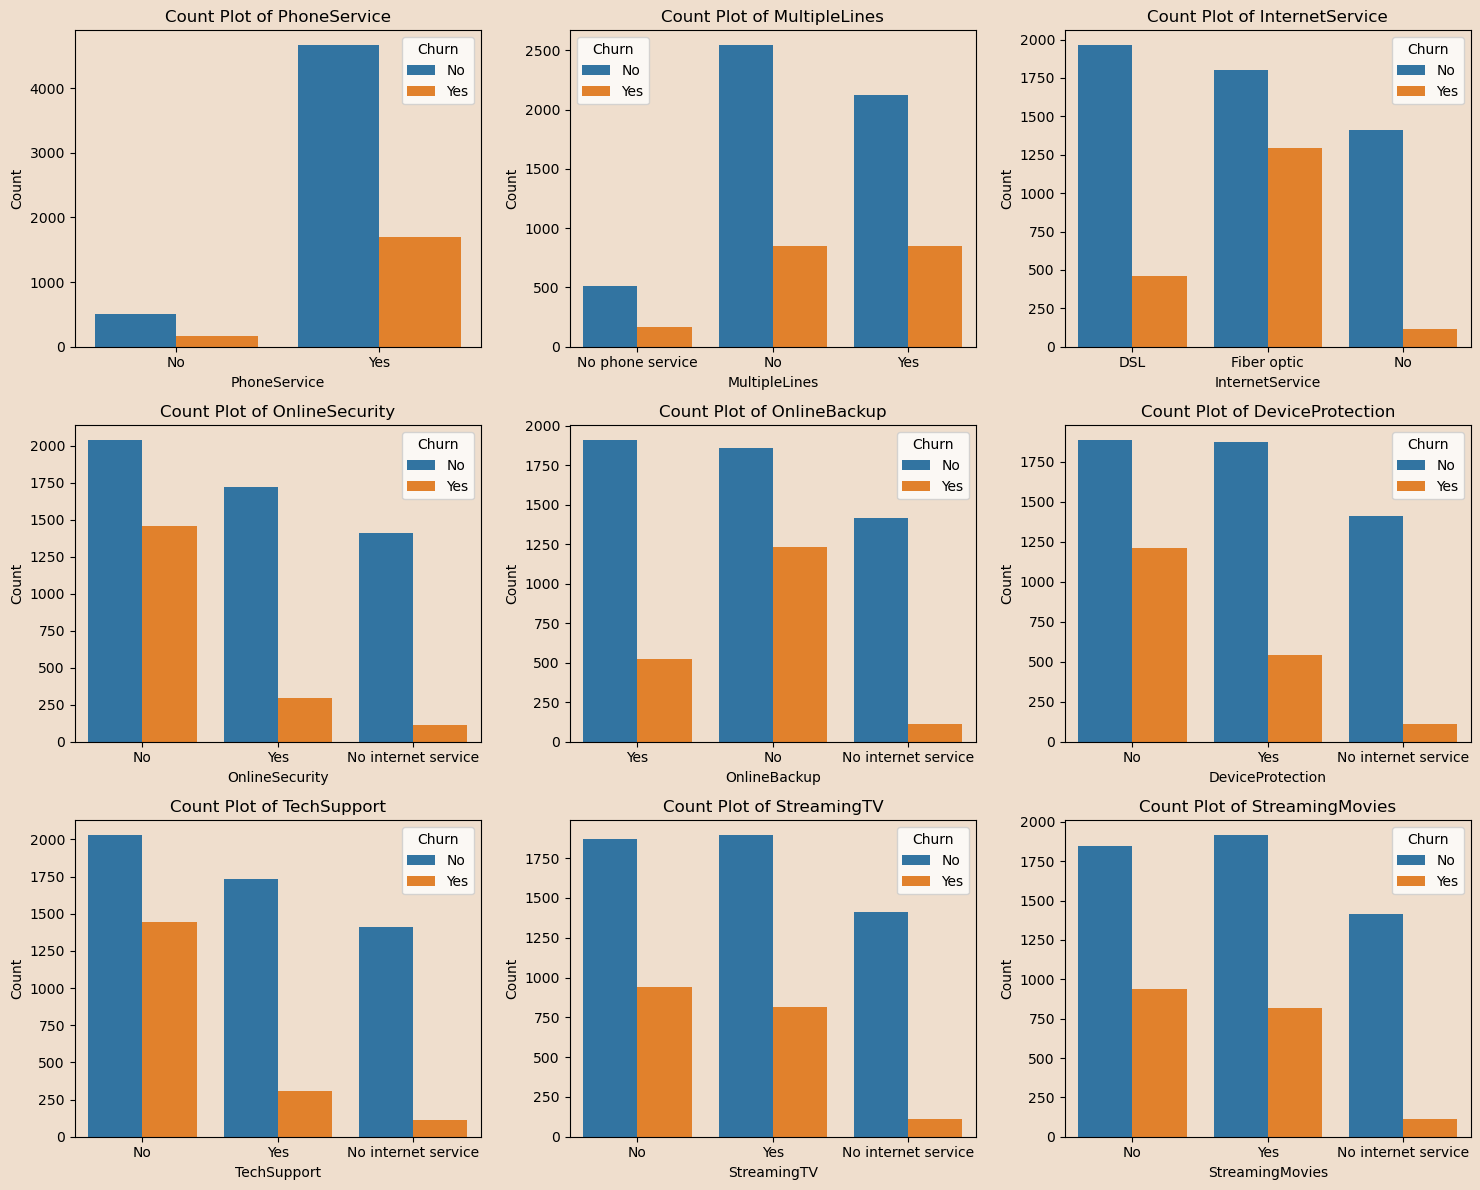 Count Plot of PhoneService
Churn
No
Yes
4000
3000
2000
1000
0
Count
No Yes
PhoneService
Count Plot of MultipleLines
Churn
No
Yes
2500
2000
1500
1000
500
0
Count
No phone service No Yes
MultipleLines
Count Plot of InternetService
Churn
No
Yes
2000
1750
1500
1250
1000
750
500
250
0
Count
DSL Fiber optic No
InternetService
Count Plot of OnlineSecurity
Churn
No
Yes
2000
1750
1500
1250
1000
750
500
250
0
Count
No Yes No internet service
OnlineSecurity
Count Plot of OnlineBackup
Churn
No
Yes
2000
1750
1500
1250
1000
750
500
250
0
Count
Yes No No internet service
OnlineBackup
Count Plot of DeviceProtection
Churn
No
Yes
1750
1500
1250
1000
750
500
250
0
Count
No Yes No internet service
DeviceProtection
Count Plot of TechSupport
Churn
No
Yes
2000
1750
1500
1250
1000
750
500
250
0
Count
No Yes No internet service
TechSupport
Count Plot of StreamingTV
Churn
No
Yes
1750
1500
1250
1000
750
500
250
0
Count
No Yes No internet service
StreamingTV
Count Plot of StreamingMovies
Churn
No
Yes
2000
1750
1500
1250
1000
750
500
250
0
Count
No Yes No internet service
StreamingMovies